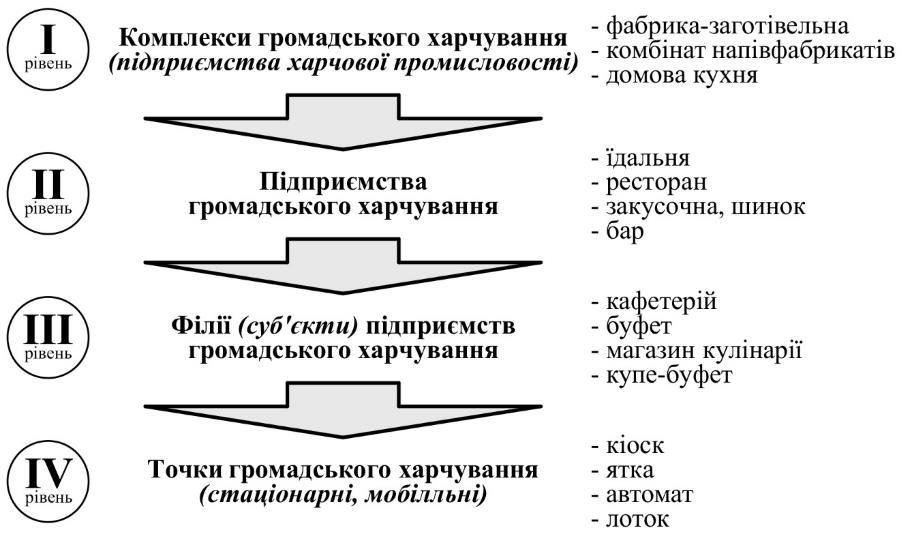 I
рівень
Комплекси громадського харчування
(підприємства харчової промисловості)
- фабрика-заготівельна
- комбінат напівфабрикатів
- домова кухня
II
рівень
Підприємства
громадського харчування
- їдальня
- ресторан
- закусочна, шинок
- бар
III
рівень
Філії (суб'єкти) підприємств
громадського харчування
- кафетерій
- буфет
- магазин кулінарії
- купе-буфет
IV
рівень
Точки громадського харчування
(стаціонарні, мобілльні)
- кіоск
- ятка
- автомат
- лоток